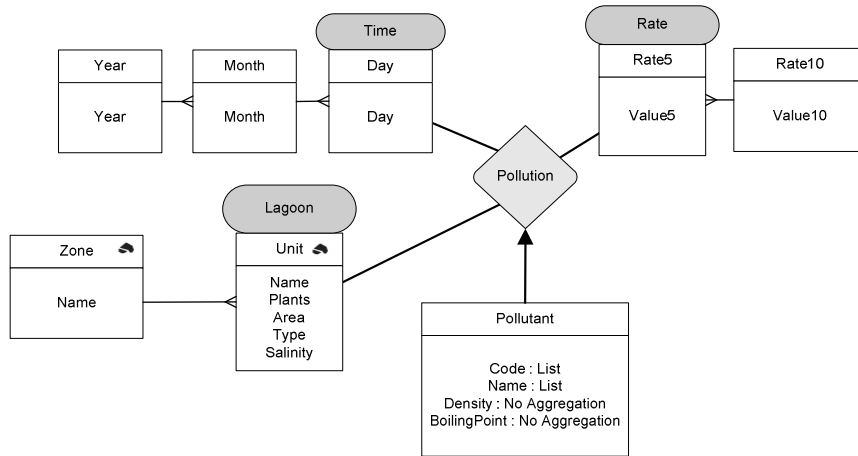 Time
Rate
Year
Month
Day
Rate5
Rate10
Year
Month
Day
Value5
Value10
Pollution
Lagoon
Zone
Unit
Name
Name
Plants
Area
Type
Salinity
Pollutant
Code : List
Name : List
Density : No Aggregation
BoilingPoint : No Aggregation